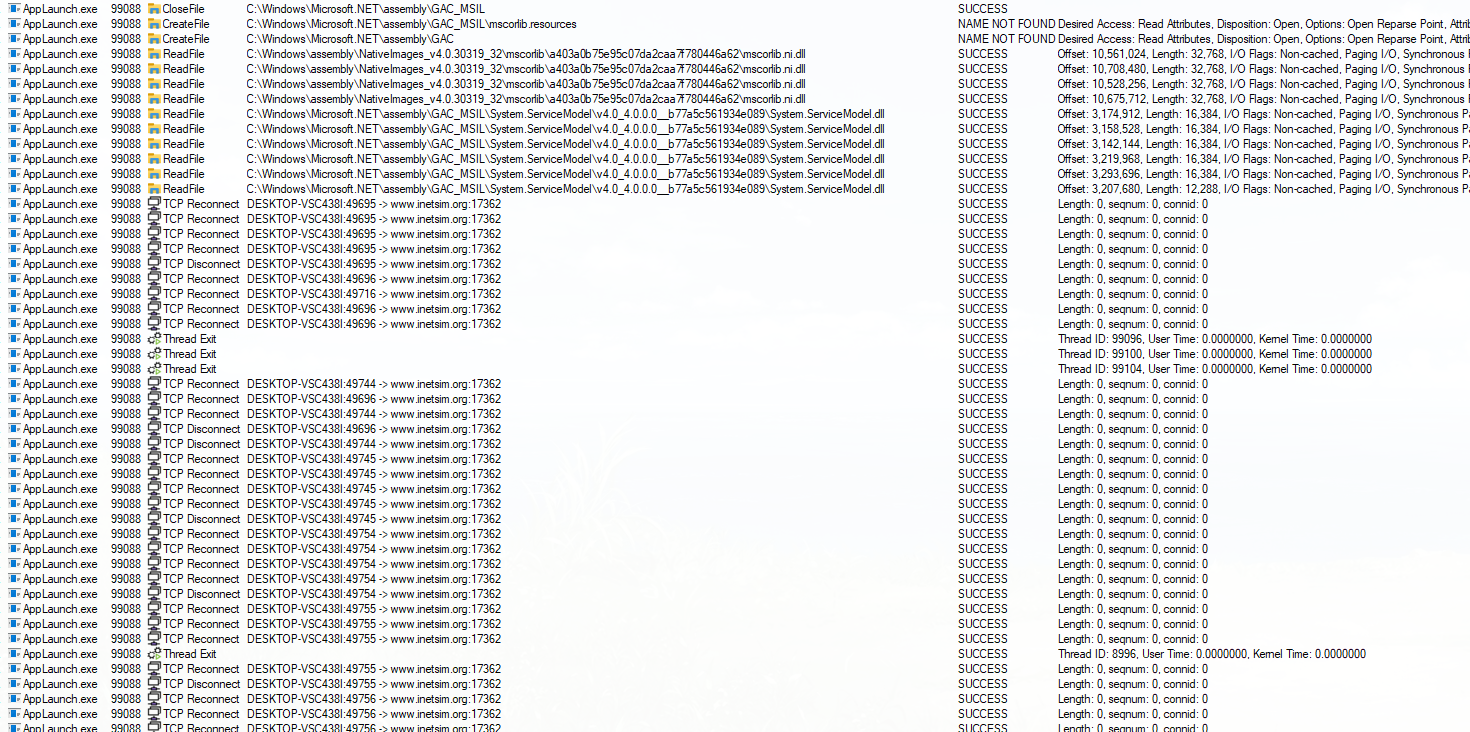 AppLaunch.exe 99088 CloseFile C:\Windows\Microsoft.NET\assembly\GAC_MSIL SUCCESS
AppLaunch.exe 99088 CreateFile C:\Windows\Microsoft.NET\assembly\GAC_MSIL\mscorlib.resources NAME NOT FOUND Desired Access: Read Attributes, Disposition: Open, Options: Open Reparse Point, Attrib
AppLaunch.exe 99088 CreateFile C:\Windows\Microsoft.NET\assembly\GAC NAME NOT FOUND Desired Access: Read Attributes, Disposition: Open, Options: Open Reparse Point, Attrib
AppLaunch.exe 99088 ReadFile C:\Windows\assembly\NativeImages_v4.0.30319_32\mscorlib\a403a0b75e95c07da2caa7f780446a62\mscorlib.ni.dll SUCCESS Offset: 10,561,024, Length: 32,768, I/O Flags: Non-cached, Paging I/O, Synchronous
AppLaunch.exe 99088 ReadFile C:\Windows\assembly\NativeImages_v4.0.30319_32\mscorlib\a403a0b75e95c07da2caa7f780446a62\mscorlib.ni.dll SUCCESS Offset: 10,708,480, Length: 32,768, I/O Flags: Non-cached, Paging I/O, Synchronous
AppLaunch.exe 99088 ReadFile C:\Windows\assembly\NativeImages_v4.0.30319_32\mscorlib\a403a0b75e95c07da2caa7f780446a62\mscorlib.ni.dll SUCCESS Offset: 10,528,256, Length: 32,768, I/O Flags: Non-cached, Paging I/O, Synchronous
AppLaunch.exe 99088 ReadFile C:\Windows\assembly\NativeImages_v4.0.30319_32\mscorlib\a403a0b75e95c07da2caa7f780446a62\mscorlib.ni.dll SUCCESS Offset: 10,675,712, Length: 32,768, I/O Flags: Non-cached, Paging I/O, Synchronous
AppLaunch.exe 99088 ReadFile C:\Windows\Microsoft.NET\assembly\GAC_MSIL\System.ServiceModel\v4.0_4.0.0.0__b77a5c561934e089\System.ServiceModel.dll SUCCESS Offset: 3,174,912, Length: 16,384, I/O Flags: Non-cached, Paging I/O, Synchronous P
AppLaunch.exe 99088 ReadFile C:\Windows\Microsoft.NET\assembly\GAC_MSIL\System.ServiceModel\v4.0_4.0.0.0__b77a5c561934e089\System.ServiceModel.dll SUCCESS Offset: 3,158,528, Length: 16,384, I/O Flags: Non-cached, Paging I/O, Synchronous P
AppLaunch.exe 99088 ReadFile C:\Windows\Microsoft.NET\assembly\GAC_MSIL\System.ServiceModel\v4.0_4.0.0.0__b77a5c561934e089\System.ServiceModel.dll SUCCESS Offset: 3,142,144, Length: 16,384, I/O Flags: Non-cached, Paging I/O, Synchronous P
AppLaunch.exe 99088 ReadFile C:\Windows\Microsoft.NET\assembly\GAC_MSIL\System.ServiceModel\v4.0_4.0.0.0__b77a5c561934e089\System.ServiceModel.dll SUCCESS Offset: 3,219,968, Length: 16,384, I/O Flags: Non-cached, Paging I/O, Synchronous P
AppLaunch.exe 99088 ReadFile C:\Windows\Microsoft.NET\assembly\GAC_MSIL\System.ServiceModel\v4.0_4.0.0.0__b77a5c561934e089\System.ServiceModel.dll SUCCESS Offset: 3,293,696, Length: 16,384, I/O Flags: Non-cached, Paging I/O, Synchronous P
AppLaunch.exe 99088 ReadFile C:\Windows\Microsoft.NET\assembly\GAC_MSIL\System.ServiceModel\v4.0_4.0.0.0__b77a5c561934e089\System.ServiceModel.dll SUCCESS Offset: 3,207,680, Length: 12,288, I/O Flags: Non-cached, Paging I/O, Synchronous P
AppLaunch.exe 99088 TCP Reconnect DESKTOP-VSC438I:49695 -> www.inetsim.org:17362 SUCCESS Length: 0, seqnum: 0, connid: 0
AppLaunch.exe 99088 TCP Reconnect DESKTOP-VSC438I:49695 -> www.inetsim.org:17362 SUCCESS Length: 0, seqnum: 0, connid: 0
AppLaunch.exe 99088 TCP Reconnect DESKTOP-VSC438I:49695 -> www.inetsim.org:17362 SUCCESS Length: 0, seqnum: 0, connid: 0
AppLaunch.exe 99088 TCP Reconnect DESKTOP-VSC438I:49695 -> www.inetsim.org:17362 SUCCESS Length: 0, seqnum: 0, connid: 0
AppLaunch.exe 99088 TCP Disconnect DESKTOP-VSC438I:49695 -> www.inetsim.org:17362 SUCCESS Length: 0, seqnum: 0, connid: 0
AppLaunch.exe 99088 TCP Reconnect DESKTOP-VSC438I:49696 -> www.inetsim.org:17362 SUCCESS Length: 0, seqnum: 0, connid: 0
AppLaunch.exe 99088 TCP Reconnect DESKTOP-VSC438I:49716 -> www.inetsim.org:17362 SUCCESS Length: 0, seqnum: 0, connid: 0
AppLaunch.exe 99088 TCP Reconnect DESKTOP-VSC438I:49696 -> www.inetsim.org:17362 SUCCESS Length: 0, seqnum: 0, connid: 0
AppLaunch.exe 99088 TCP Reconnect DESKTOP-VSC438I:49696 -> www.inetsim.org:17362 SUCCESS Length: 0, seqnum: 0, connid: 0
AppLaunch.exe 99088 Thread Exit SUCCESS Thread ID: 99096, User Time: 0.0000000, Kernel Time: 0.0000000
AppLaunch.exe 99088 Thread Exit SUCCESS Thread ID: 99100, User Time: 0.0000000, Kernel Time: 0.0000000
AppLaunch.exe 99088 Thread Exit SUCCESS Thread ID: 99104, User Time: 0.0000000, Kernel Time: 0.0000000
AppLaunch.exe 99088 TCP Reconnect DESKTOP-VSC438I:49744 -> www.inetsim.org:17362 SUCCESS Length: 0, seqnum: 0, connid: 0
AppLaunch.exe 99088 TCP Reconnect DESKTOP-VSC438I:49696 -> www.inetsim.org:17362 SUCCESS Length: 0, seqnum: 0, connid: 0
AppLaunch.exe 99088 TCP Reconnect DESKTOP-VSC438I:49744 -> www.inetsim.org:17362 SUCCESS Length: 0, seqnum: 0, connid: 0
AppLaunch.exe 99088 TCP Disconnect DESKTOP-VSC438I:49696 -> www.inetsim.org:17362 SUCCESS Length: 0, seqnum: 0, connid: 0
AppLaunch.exe 99088 TCP Disconnect DESKTOP-VSC438I:49744 -> www.inetsim.org:17362 SUCCESS Length: 0, seqnum: 0, connid: 0
AppLaunch.exe 99088 TCP Reconnect DESKTOP-VSC438I:49745 -> www.inetsim.org:17362 SUCCESS Length: 0, seqnum: 0, connid: 0
AppLaunch.exe 99088 TCP Reconnect DESKTOP-VSC438I:49745 -> www.inetsim.org:17362 SUCCESS Length: 0, seqnum: 0, connid: 0
AppLaunch.exe 99088 TCP Reconnect DESKTOP-VSC438I:49745 -> www.inetsim.org:17362 SUCCESS Length: 0, seqnum: 0, connid: 0
AppLaunch.exe 99088 TCP Reconnect DESKTOP-VSC438I:49745 -> www.inetsim.org:17362 SUCCESS Length: 0, seqnum: 0, connid: 0
AppLaunch.exe 99088 TCP Disconnect DESKTOP-VSC438I:49745 -> www.inetsim.org:17362 SUCCESS Length: 0, seqnum: 0, connid: 0
AppLaunch.exe 99088 TCP Reconnect DESKTOP-VSC438I:49754 -> www.inetsim.org:17362 SUCCESS Length: 0, seqnum: 0, connid: 0
AppLaunch.exe 99088 TCP Reconnect DESKTOP-VSC438I:49754 -> www.inetsim.org:17362 SUCCESS Length: 0, seqnum: 0, connid: 0
AppLaunch.exe 99088 TCP Reconnect DESKTOP-VSC438I:49754 -> www.inetsim.org:17362 SUCCESS Length: 0, seqnum: 0, connid: 0
AppLaunch.exe 99088 TCP Reconnect DESKTOP-VSC438I:49754 -> www.inetsim.org:17362 SUCCESS Length: 0, seqnum: 0, connid: 0
AppLaunch.exe 99088 TCP Disconnect DESKTOP-VSC438I:49754 -> www.inetsim.org:17362 SUCCESS Length: 0, seqnum: 0, connid: 0
AppLaunch.exe 99088 TCP Reconnect DESKTOP-VSC438I:49755 -> www.inetsim.org:17362 SUCCESS Length: 0, seqnum: 0, connid: 0
AppLaunch.exe 99088 TCP Reconnect DESKTOP-VSC438I:49755 -> www.inetsim.org:17362 SUCCESS Length: 0, seqnum: 0, connid: 0
AppLaunch.exe 99088 TCP Reconnect DESKTOP-VSC438I:49755 -> www.inetsim.org:17362 SUCCESS Length: 0, seqnum: 0, connid: 0
AppLaunch.exe 99088 Thread Exit SUCCESS Thread ID: 8996, User Time: 0.0000000, Kernel Time: 0.0000000
AppLaunch.exe 99088 TCP Reconnect DESKTOP-VSC438I:49755 -> www.inetsim.org:17362 SUCCESS Length: 0, seqnum: 0, connid: 0
AppLaunch.exe 99088 TCP Disconnect DESKTOP-VSC438I:49755 -> www.inetsim.org:17362 SUCCESS Length: 0, seqnum: 0, connid: 0
AppLaunch.exe 99088 TCP Reconnect DESKTOP-VSC438I:49756 -> www.inetsim.org:17362 SUCCESS Length: 0, seqnum: 0, connid: 0
AppLaunch.exe 99088 TCP Reconnect DESKTOP-VSC438I:49756 -> www.inetsim.org:17362 SUCCESS Length: 0, seqnum: 0, connid: 0
AppLaunch.exe 99088 TCP Reconnect DESKTOP-VSC438I:49756 -> www.inetsim.org:17362 SUCCESS Length: 0, seqnum: 0, connid: 0